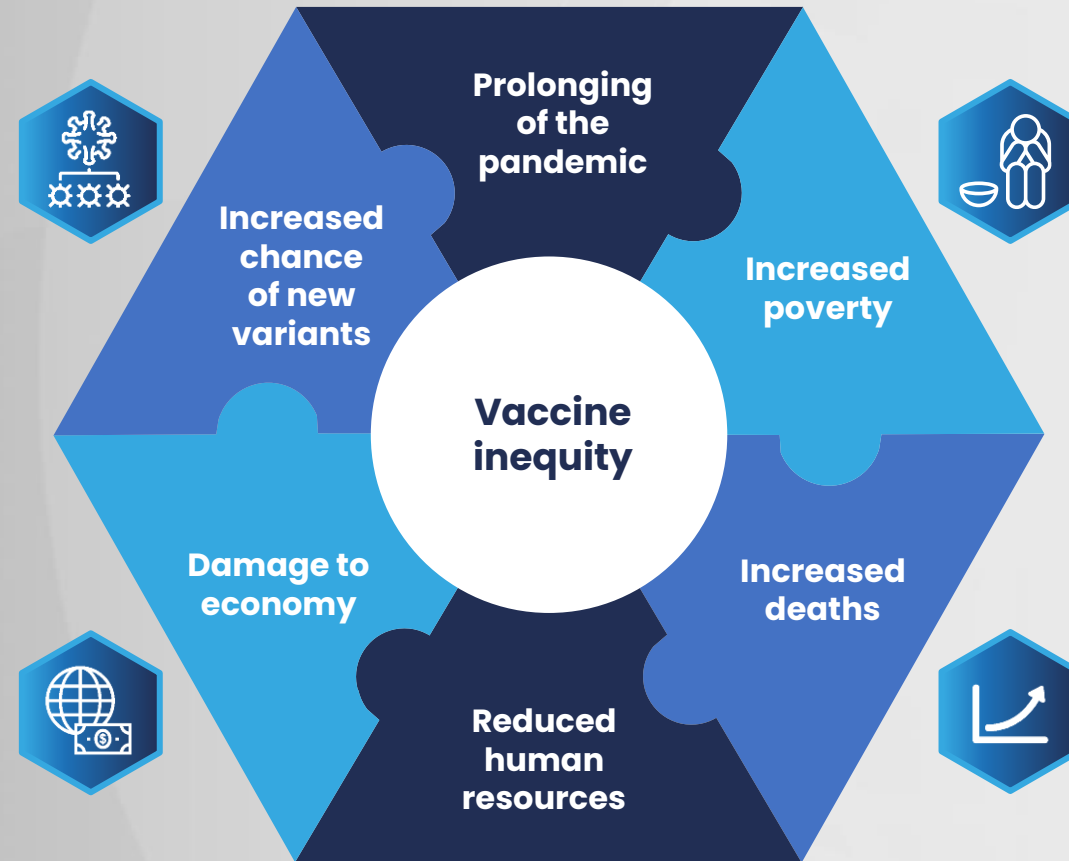 Prolonging
of the
pandemic
Increased
chance
of new
variants
Increased
poverty
Vaccine
inequity
Damage to
economy
Increased
deaths
Reduced
human
resources
$